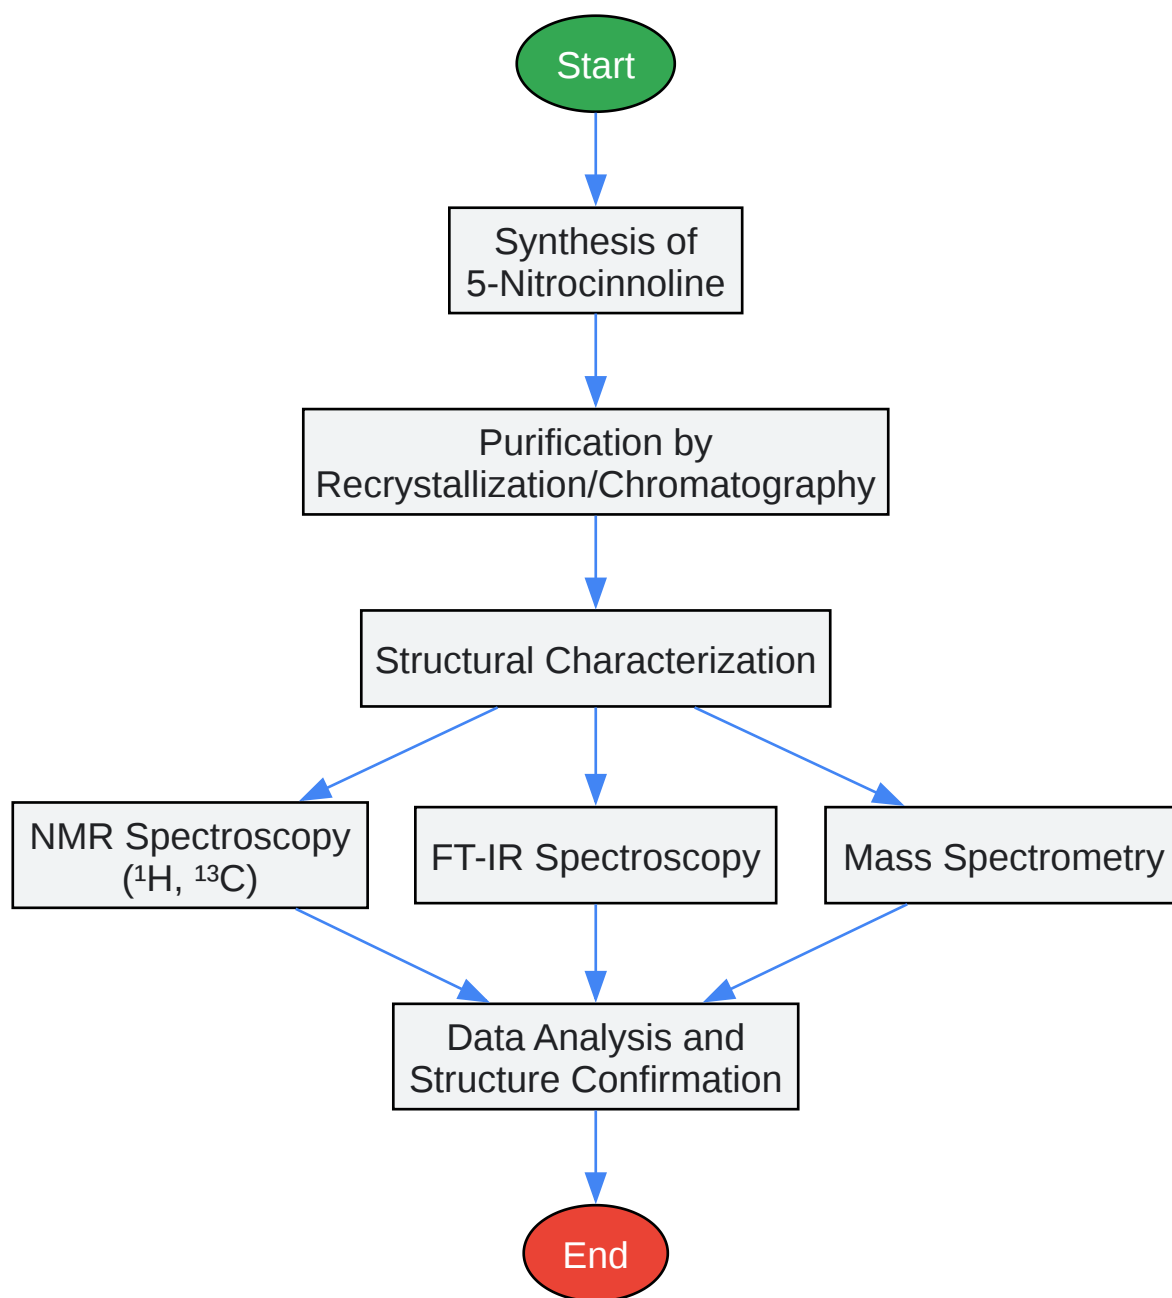 Start
Synthesis of
5-Nitrocinnoline
Purification by
Recrystallization/Chromatography
Structural Characterization
NMR Spectroscopy
(¹H, ¹³C)
FT-IR Spectroscopy
Mass Spectrometry
Data Analysis and
Structure Confirmation
End